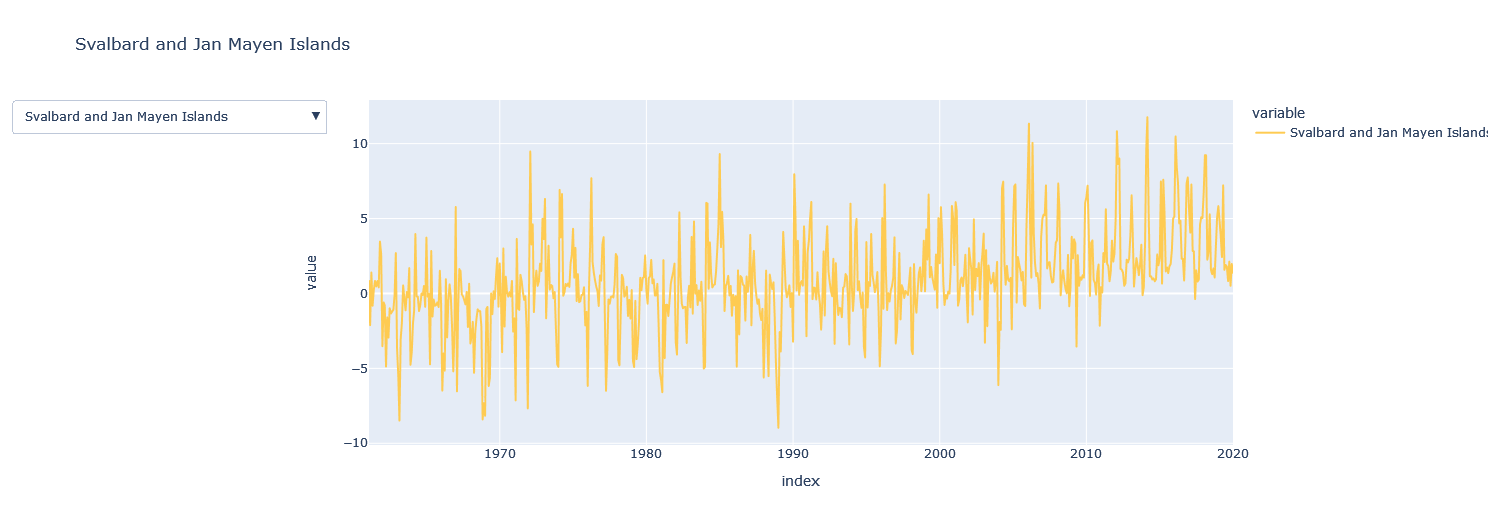 Svalbard and Jan Mayen Islands
Svalbard and Jan Mayen Islands ▼
variable
Svalbard and Jan Mayen Islands
10
5
0
−5
−10
value
1970 1980 1990 2000 2010 2020
index